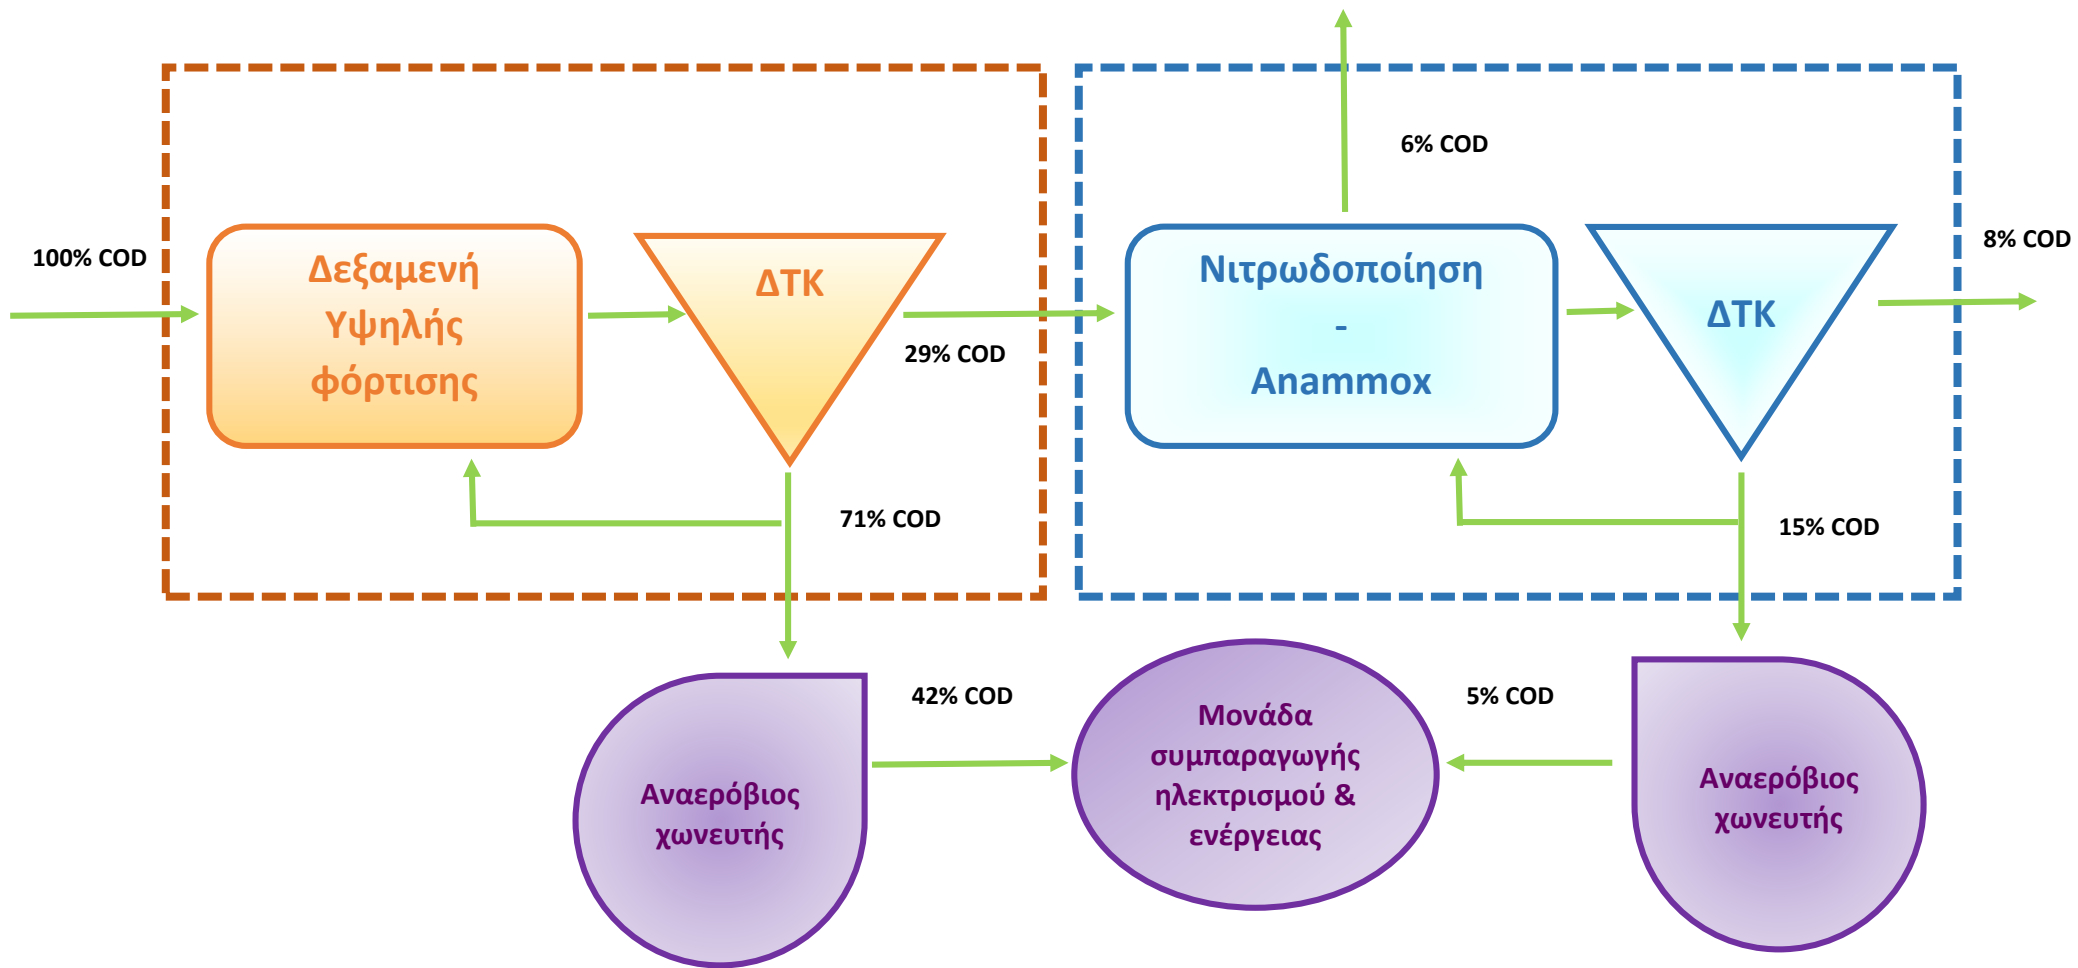 6% COD
100% COD
Δεξαμενή
Υψηλής
φόρτισης
ΔΤΚ
29% COD
Νιτρωδοποίηση
-
Anammox
ΔΤΚ
8% COD
71% COD
15% COD
42% COD
5% COD
Μονάδα
συμπαραγωγής
ηλεκτρισμού &
ενέργειας
Αναερόβιος
χωνευτής
Αναερόβιος
χωνευτής